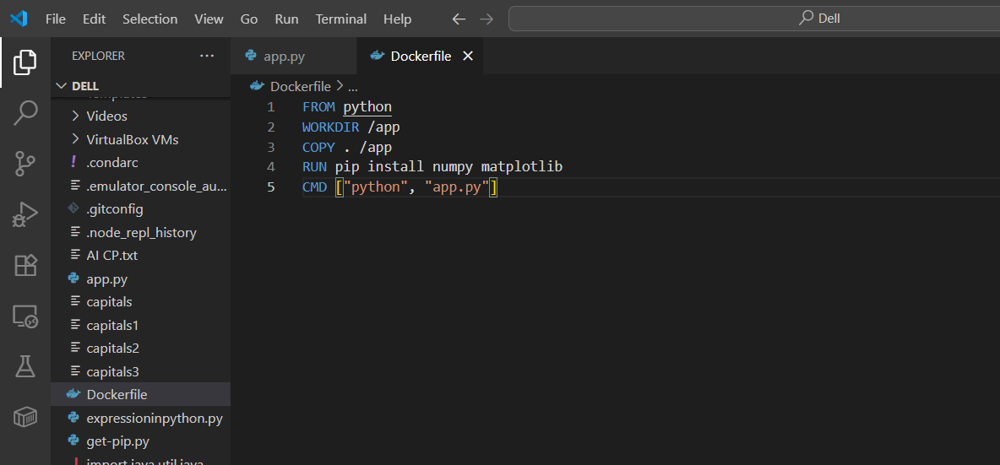 File Edit Selection View Go Run Terminal Help
Dell
EXPLORER ...
app.py
Dockerfile
DELL
Templates
Videos
VirtualBox VMs
.condarc
.emulator_console_au...
.gitconfig
.node_repl_history
AI CP.txt
app.py
capitals
capitals1
capitals2
capitals3
Dockerfile
expressioninpython.py
get-pip.py
import java.util.java
Dockerfile > ...
1 FROM python
2 WORKDIR /app
3 COPY . /app
4 RUN pip install numpy matplotlib
5 CMD ["python", "app.py"]